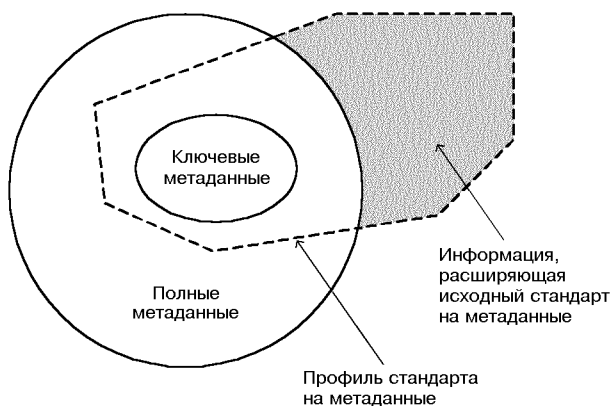 Ключевые
метаданные
Полные
метаданные
Информация,
расширяющая
исходный стандарт
на метаданные
Профиль стандарта
на метаданные